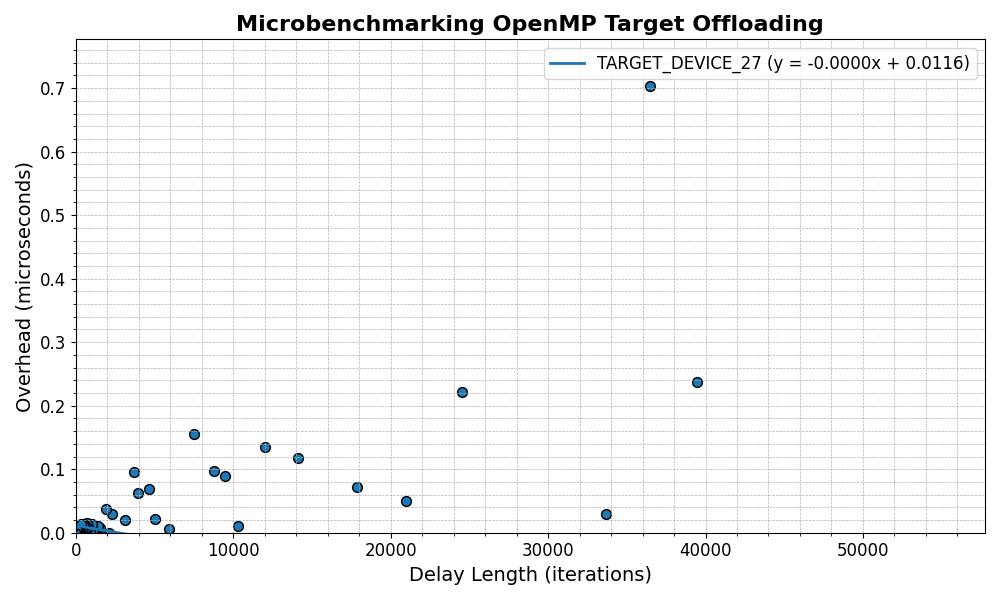 Microbenchmarking OpenMP Target Offloading
TARGET_DEVICE_27 (y = -0.0000x + 0.0116)
Overhead (microseconds)
0.7
0.6
0.5
0.4
0.3
0.2
0.1
0.0
0 10000 20000 30000 40000 50000
Delay Length (iterations)